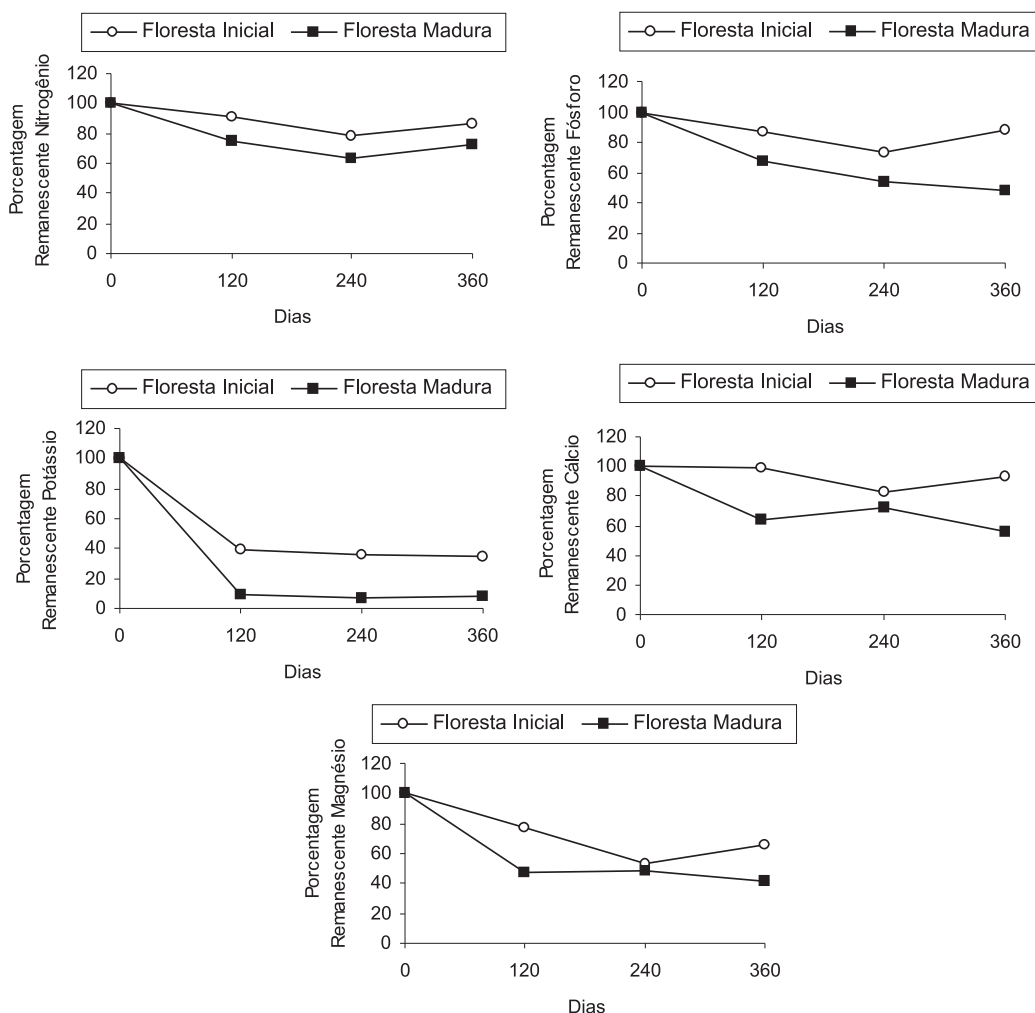 Floresta Inicial Floresta Madura
Porcentagem
Remanescente Nitrogênio
120
100
80
60
40
20
0
0 120 240 360
Dias
Floresta Inicial Floresta Madura
Porcentagem
Remanescente Fósforo
120
100
80
60
40
20
0
0 120 240 360
Dias
Floresta Inicial Floresta Madura
Porcentagem
Remanescente Potássio
120
100
80
60
40
20
0
0 120 240 360
Dias
Floresta Inicial Floresta Madura
Porcentagem
Remanescente Cálcio
120
100
80
60
40
20
0
0 120 240 360
Dias
Floresta Inicial Floresta Madura
Porcentagem
Remanescente Magnésio
120
100
80
60
40
20
0
0 120 240 360
Dias